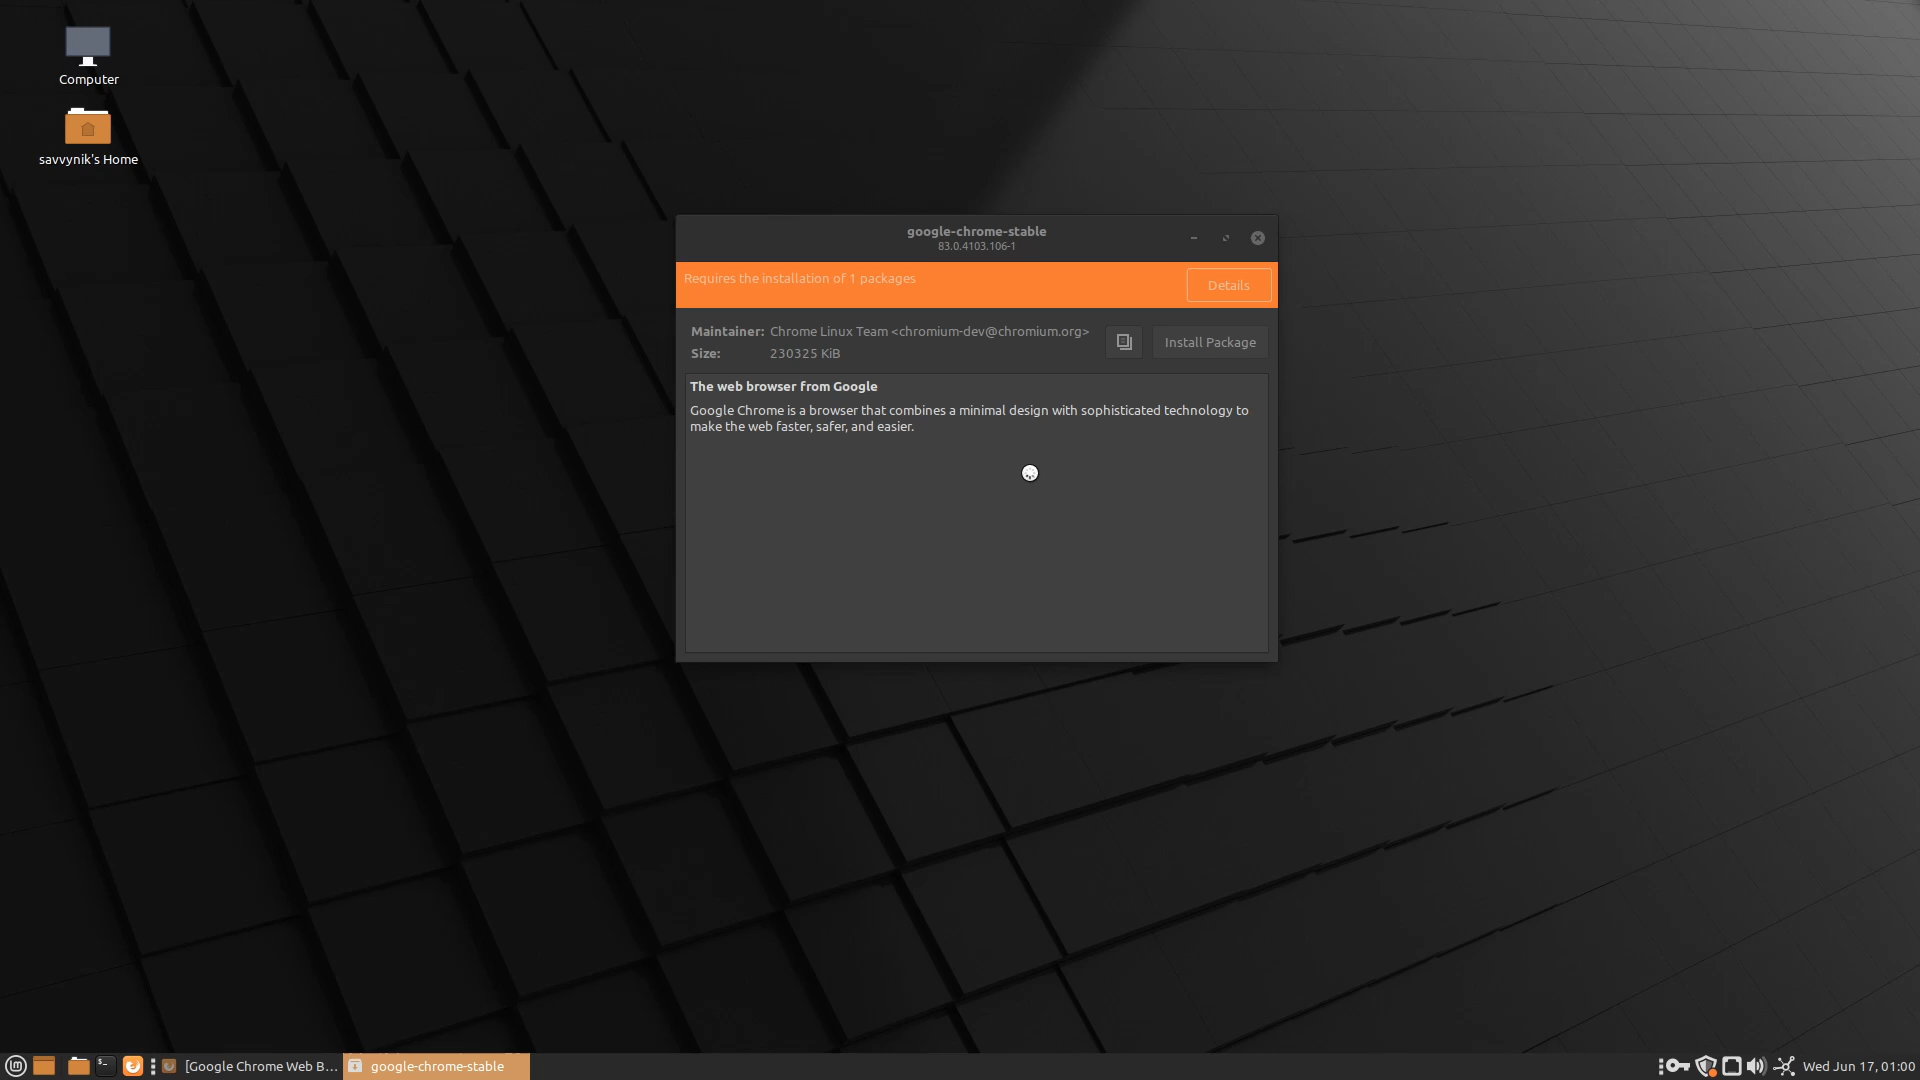 Computer
savvynik's Home
google-chrome-stable
83.0.4103.106-1
Requires the installation of 1 packages
Details
Maintainer: Chrome Linux Team <chromium-dev@chromium.org>
Size: 230325 KiB
Install Package
The web browser from Google
Google Chrome is a browser that combines a minimal design with sophisticated technology to
make the web faster, safer, and easier.
[Google Chrome Web B...
google-chrome-stable
Wed Jun 17, 01:00